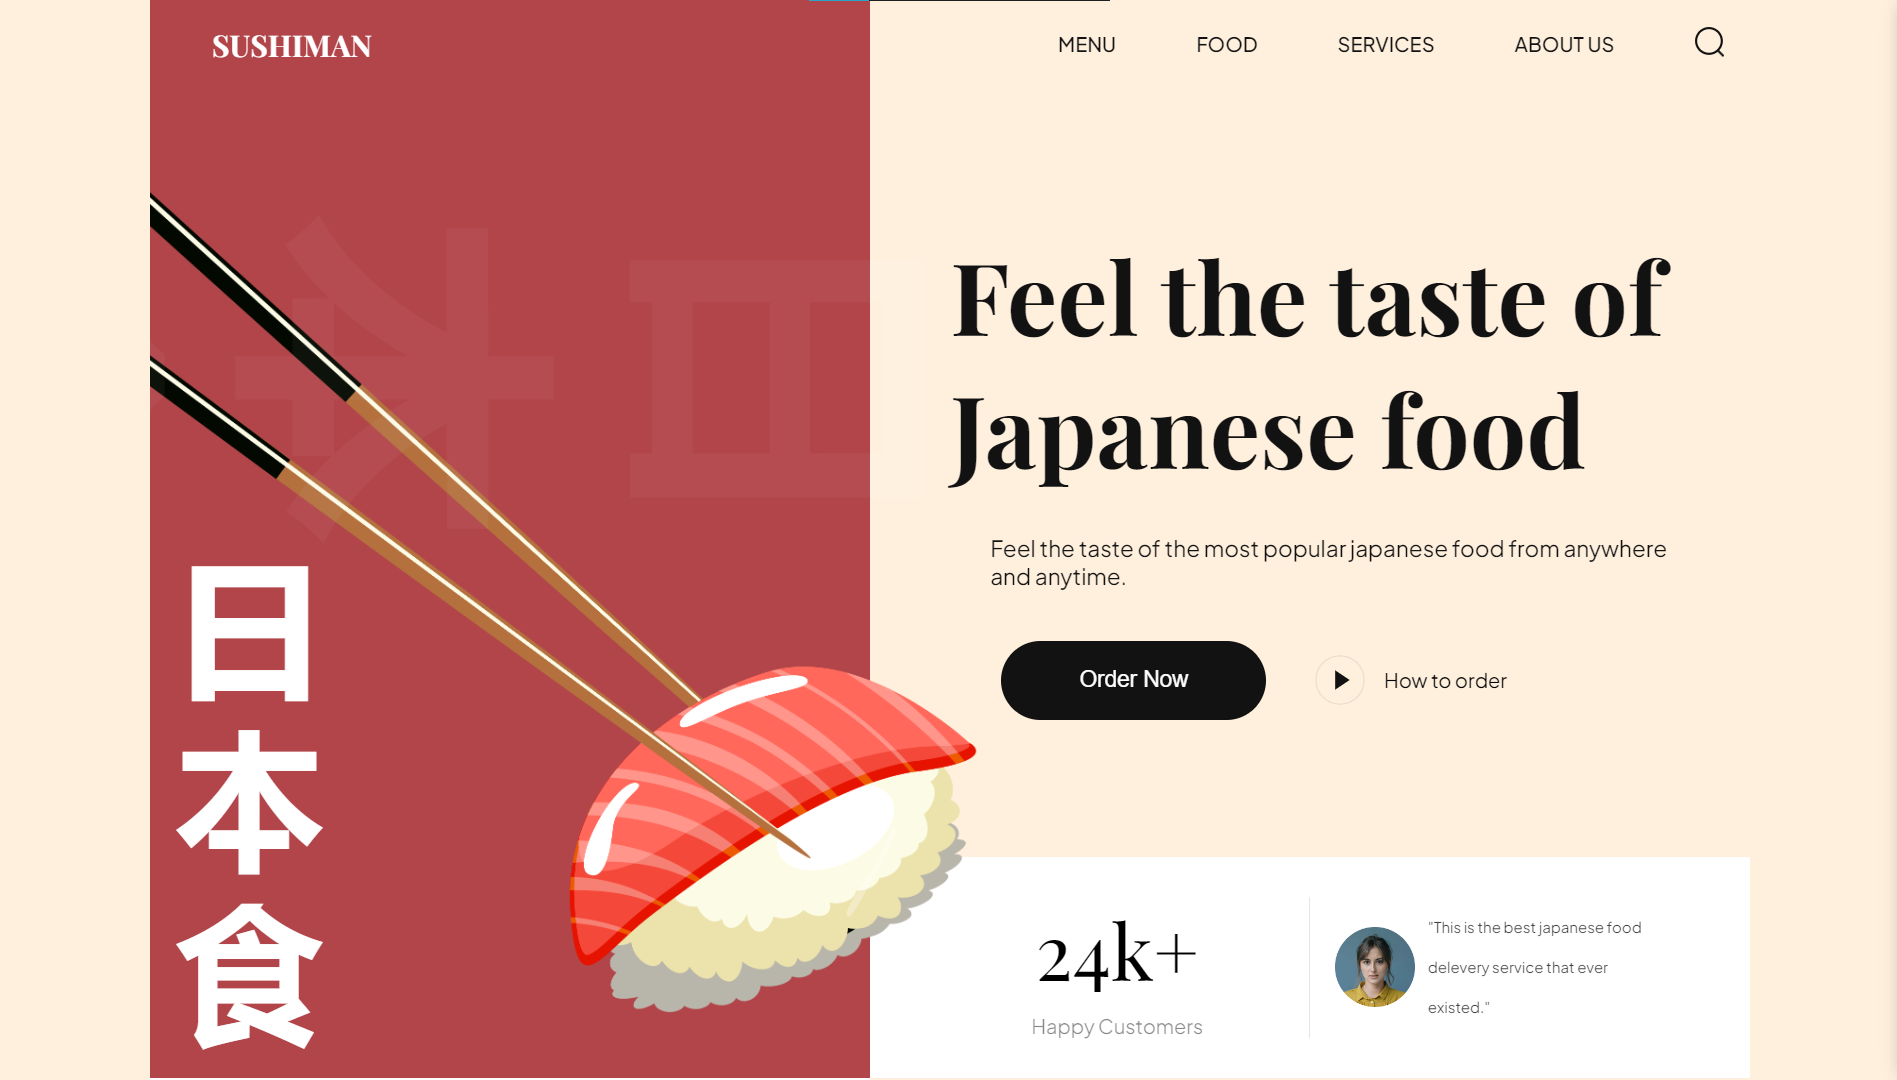 SUSHIMAN
MENU
FOOD
SERVICES
ABOUT US
Feel the taste of
Japanese food
Feel the taste of the most popular japanese food from anywhere
and anytime.
Order Now
How to order
日
本
食
24k+
Happy Customers
"This is the best japanese food
delevery service that ever
existed."